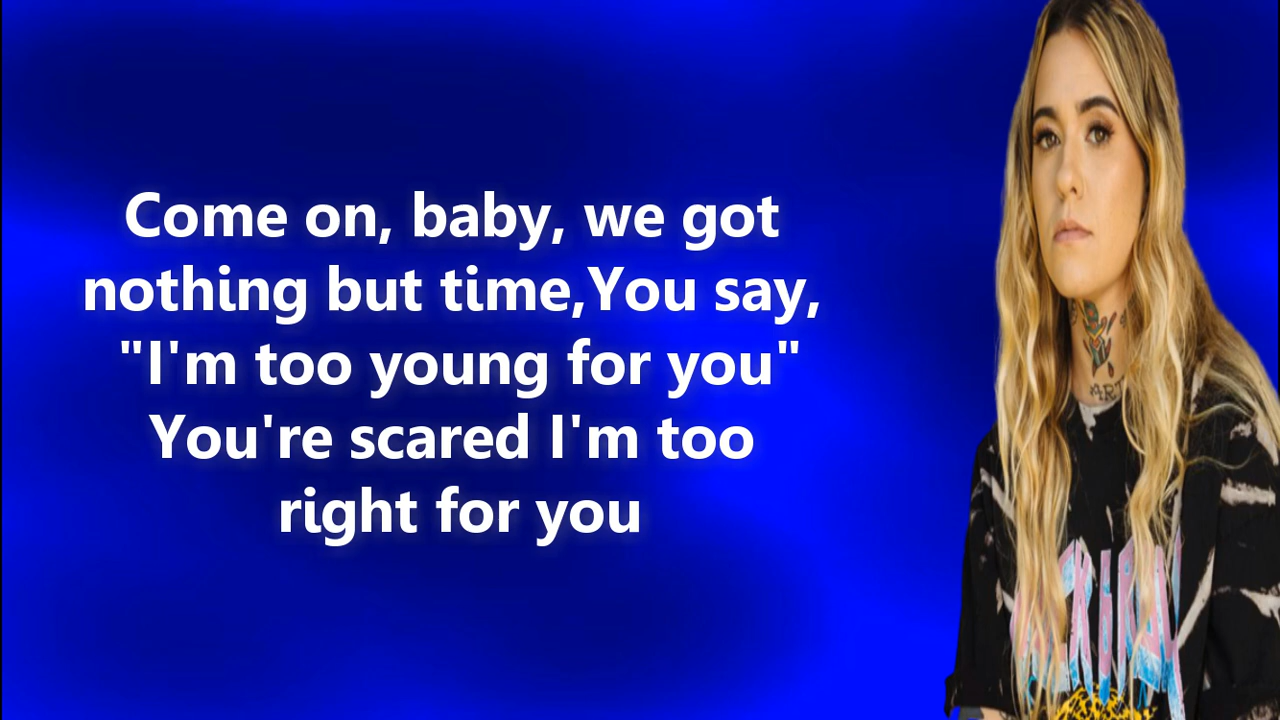 Come on, baby, we got
nothing but time,You say,
"I'm too young for you"
You're scared I'm too
right for you
ART